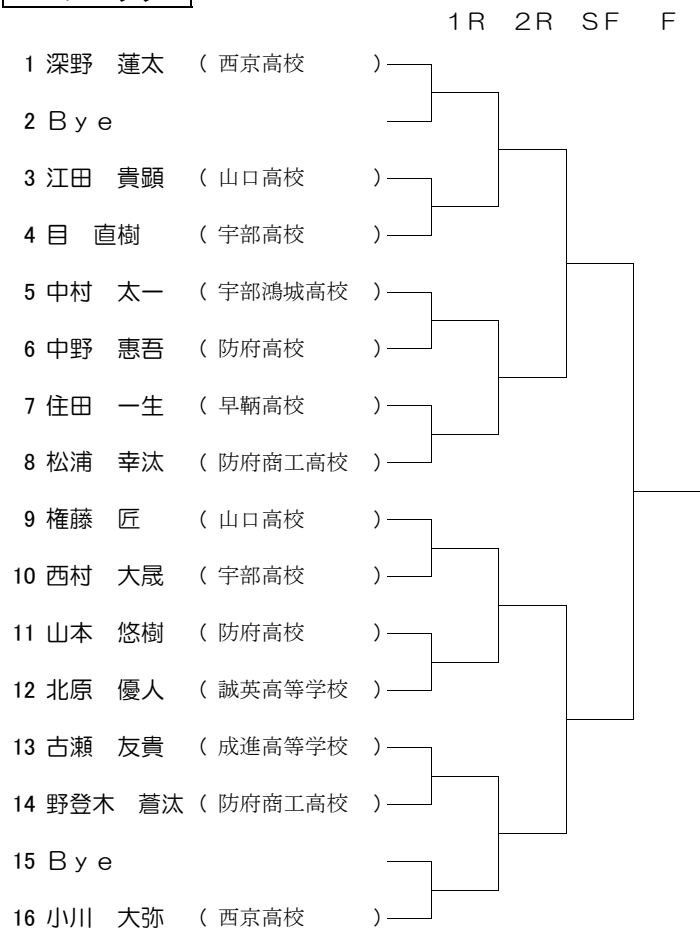 １Ｒ　２Ｒ　ＳＦ　Ｆ
1 深野　蓮太 （ 西京高校 ）
2 Ｂｙｅ
3 江田　貴顕 （ 山口高校 ）
4 目　直樹 （ 宇部高校 ）
5 中村　太一 （ 宇部鴻城高校 ）
6 中野　惠吾 （ 防府高校 ）
7 住田　一生 （ 早鞆高校 ）
8 松浦　幸汰 （ 防府商工高校 ）
9 権藤　匠 （ 山口高校 ）
10 西村　大晟 （ 宇部高校 ）
11 山本　悠樹 （ 防府高校 ）
12 北原　優人 （ 誠英高等学校 ）
13 古瀬　友貴 （ 成進高等学校 ）
14 野登木　蒼汰 （ 防府商工高校 ）
15 Ｂｙｅ
16 小川　大弥 （ 西京高校 ）